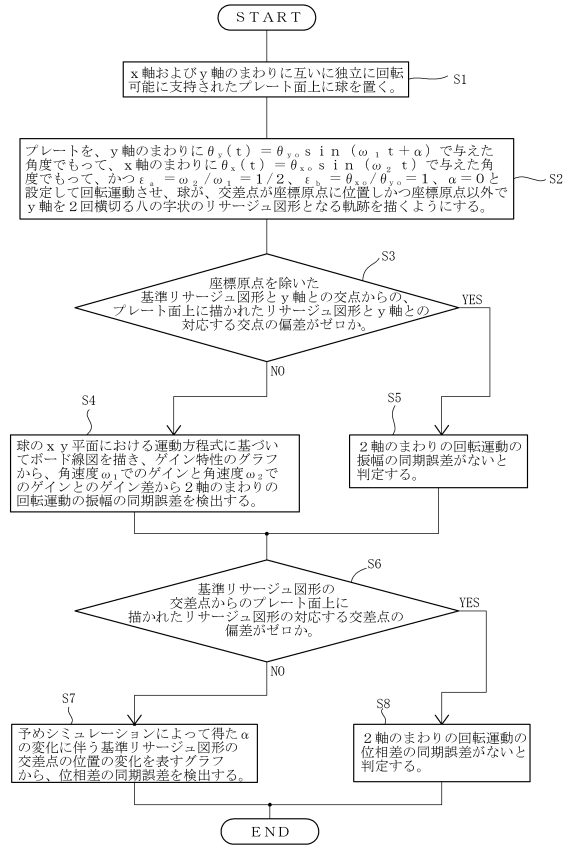 START
x軸およびy軸のまわりに互いに独立に回転
可能に支持されたプレート面上に球を置く。
S1
プレートを、y軸のまわりにθy(t)=θyosin(ω1t+α)で与えた
角度でもって、x軸のまわりにθx(t)=θxosin(ω2t)で与えた角
度でもって、かつεa=ω2/ω1=1/2、εb=θxo/θyo=1、α=0と
設定して回転運動させ、球が、交差点が座標原点に位置しかつ座標原点以外で
y軸を2回横切る八の字状のリサージュ図形となる軌跡を描くようにする。
S2
S3
座標原点を除いた
基準リサージュ図形とy軸との交点からの、
プレート面上に描かれたリサージュ図形とy軸との
対応する交点の偏差がゼロか。
YES
NO
S4
球のxy平面における運動方程式に基づい
てボード線図を描き、ゲイン特性のグラフ
から、角速度ω1でのゲインと角速度ω2で
のゲインとのゲイン差から2軸のまわりの
回転運動の振幅の同期誤差を検出する。
S5
2軸のまわりの回転運動の
振幅の同期誤差がないと
判定する。
S6
基準リサージュ図形の
交差点からのプレート面上に
描かれたリサージュ図形の対応する交差点の
偏差がゼロか。
YES
NO
S7
予めシミュレーションによって得たα
の変化に伴う基準リサージュ図形の
交差点の位置の変化を表すグラフ
から、位相差の同期誤差を検出する。
S8
2軸のまわりの回転運動の
位相差の同期誤差がないと
判定する。
END